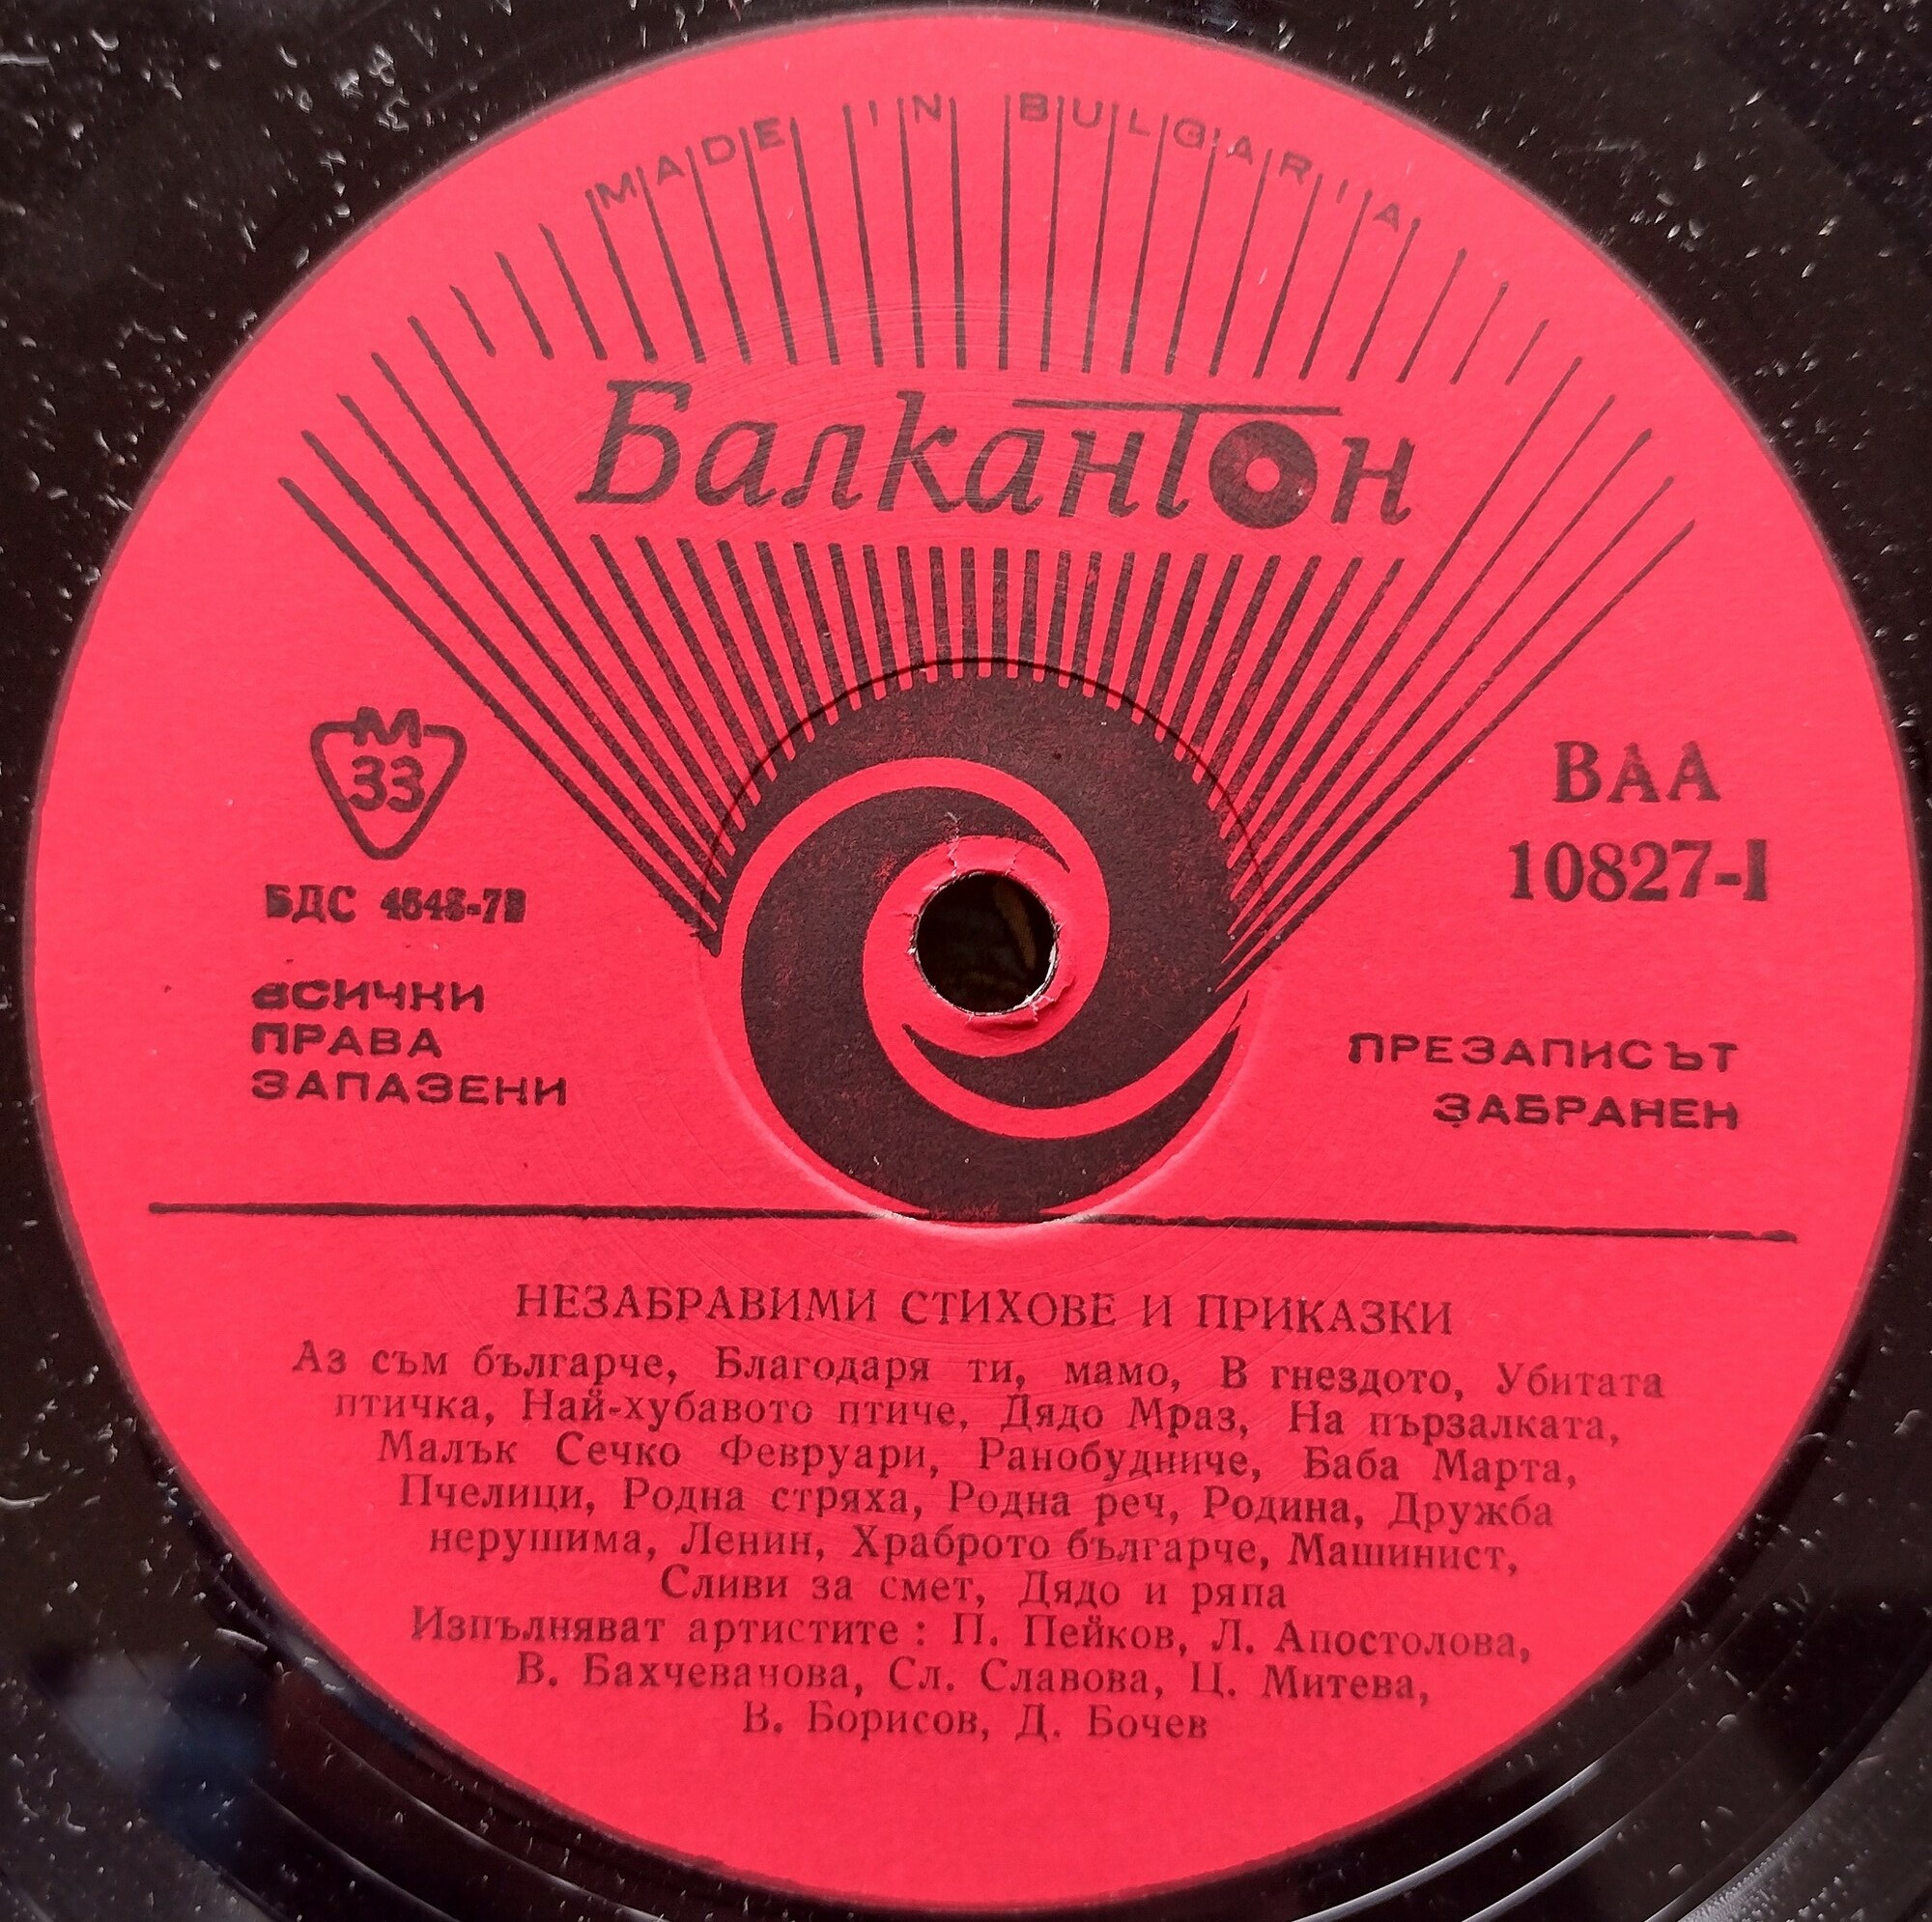 MADE IN BULGARIA
Балкантон
М
33
ВАА
10827-I
БДС
ВСИЧКИ
ПРАВА
ЗАПАЗЕНИ
ПРЕЗАПИСЪТ
ЗАБРАНЕН
НЕЗАБРАВИМИ СТИХОВЕ И ПРИКАЗКИ
Аз съм българче, Благодаря ти, мамо, В гнездото, Убитата
птичка, Най-хубавото птиче, Дядо Мраз, На пързалката,
Малък Сечко Февруари, Ранобудниче, Баба Марта,
Пчелици, Родна стряха, Родна реч, Родина, Дружба
нерушима, Ленин, Храброто българче, Машинист,
Сливи за смет, Дядо и ряпа
Изпълняват артистите : П. Пейков, Л. Апостолова,
В. Бахчеванова, Сл. Славова, Ц. Митева,
В. Борисов, Д. Бочев